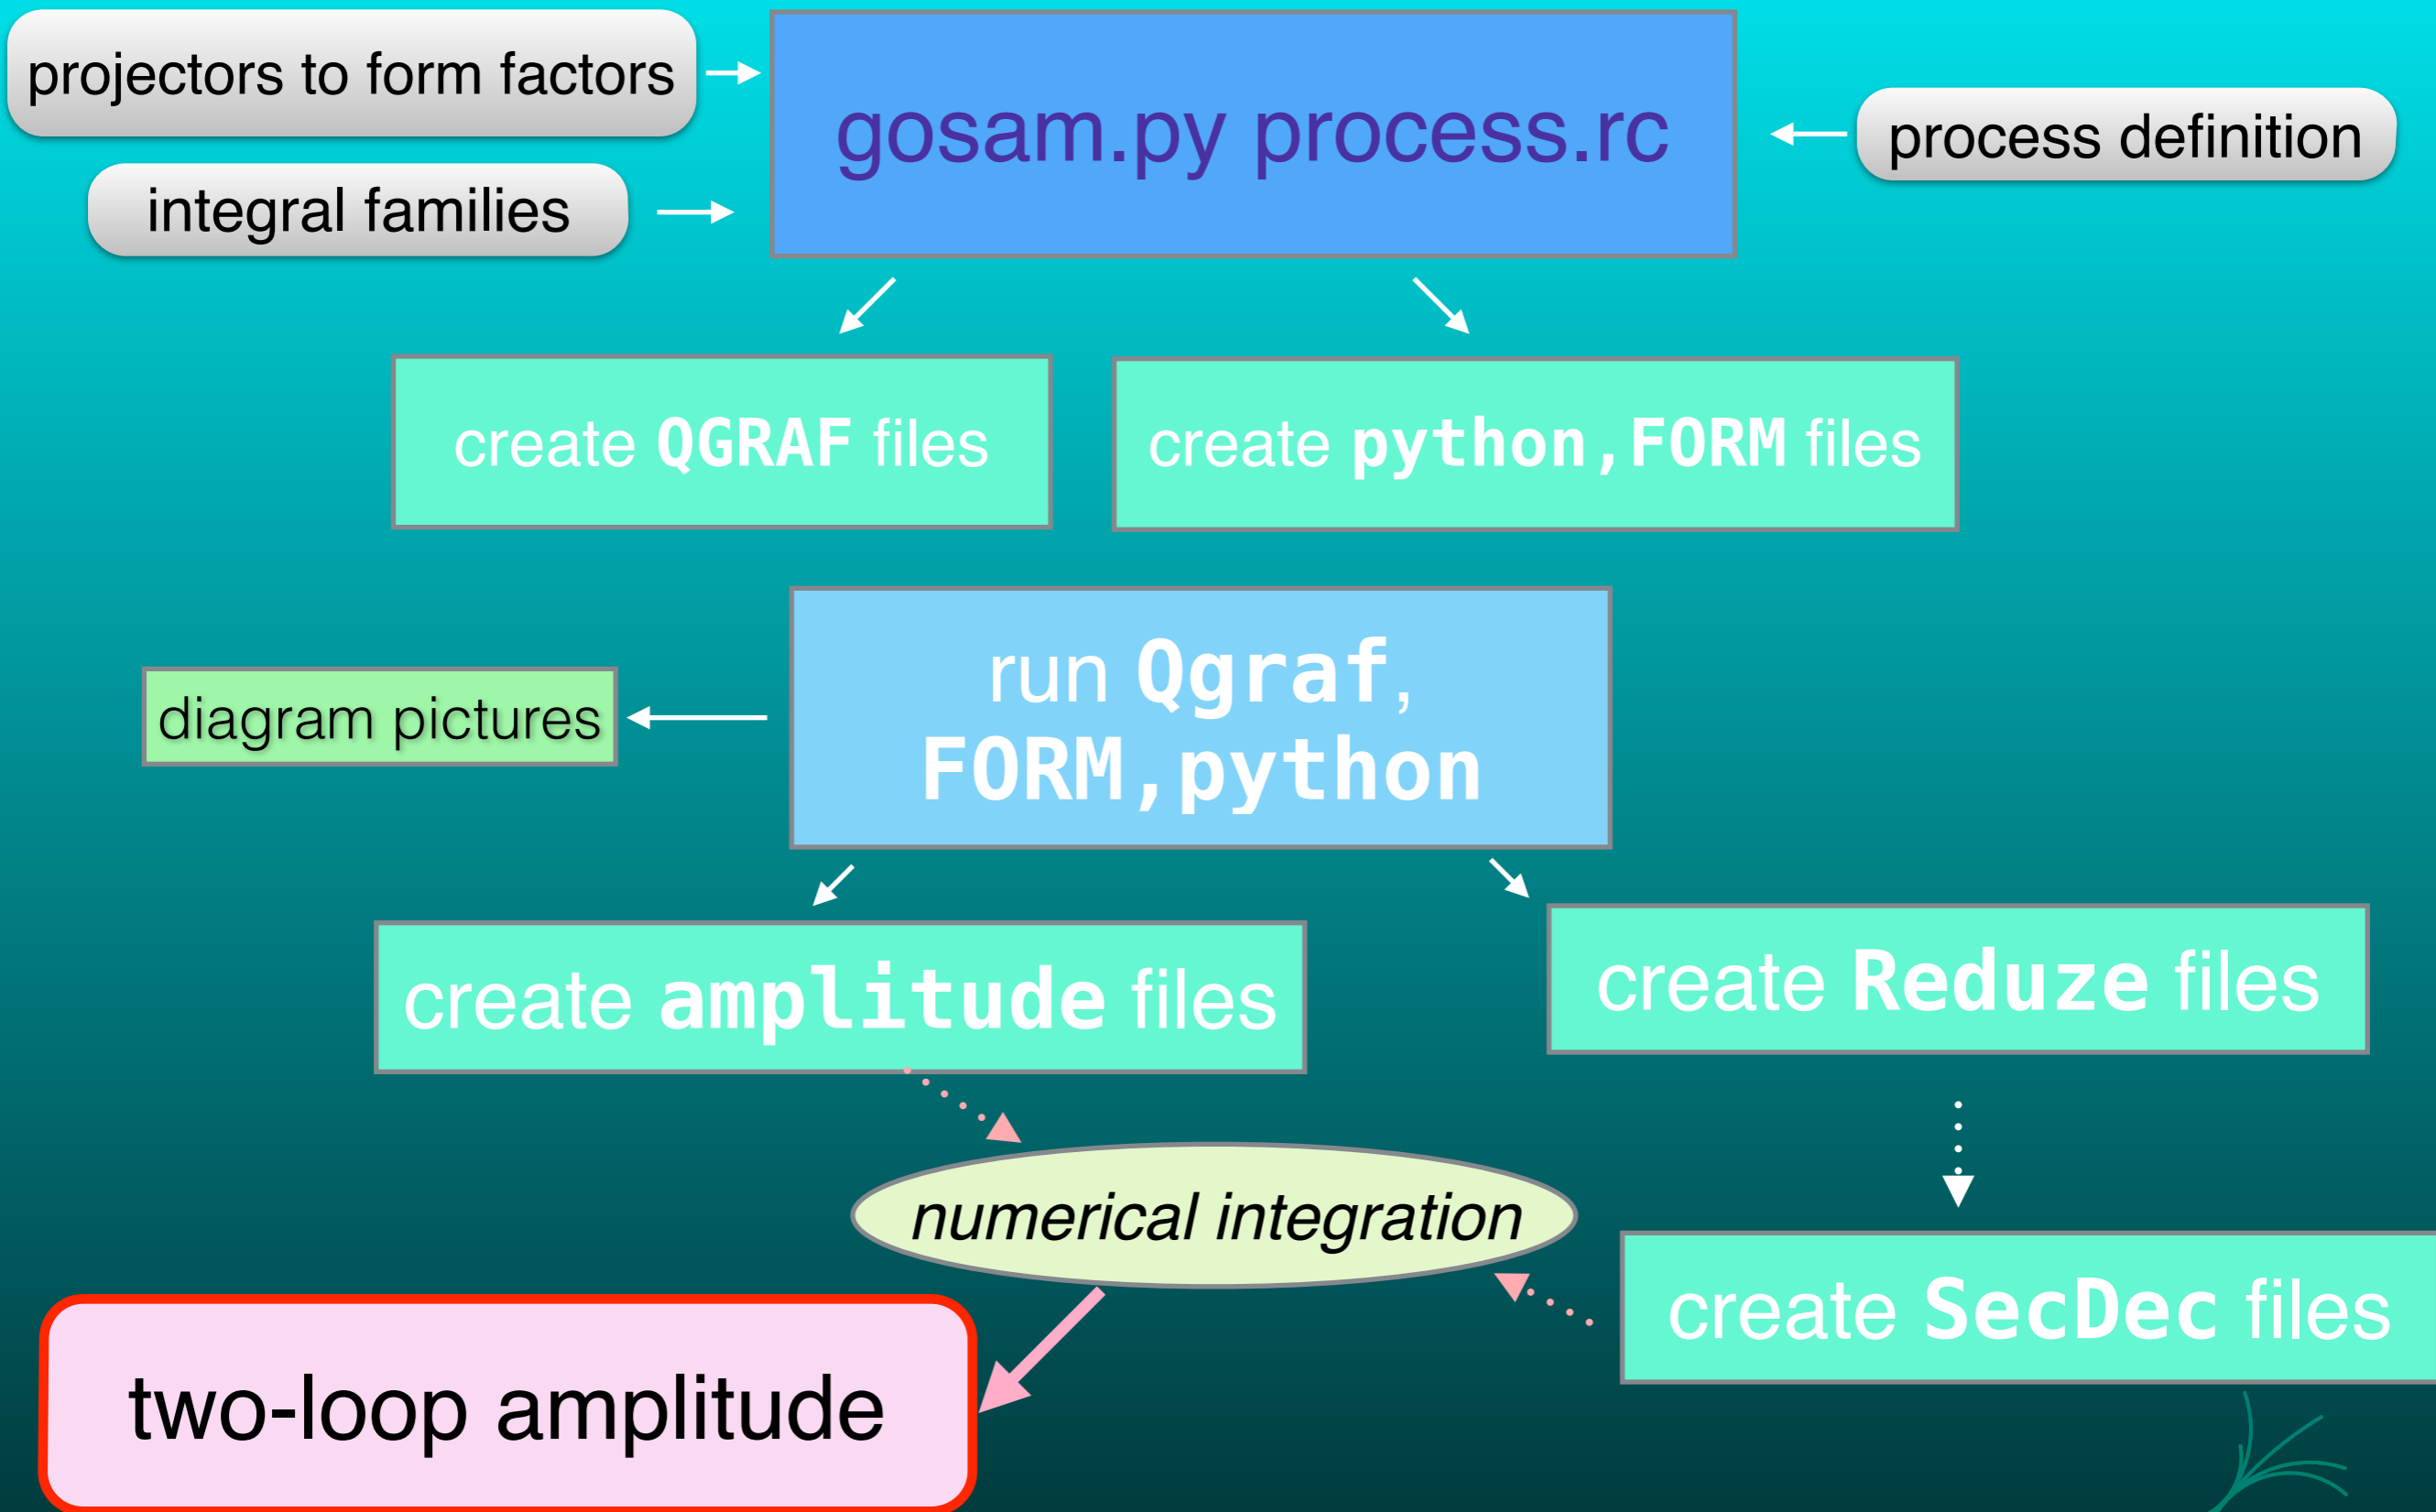 projectors to form factors
gosam.py process.rc
process definition
integral families
create QGRAF files
create python,FORM files
run Qgraf,
FORM,python
diagram pictures
create amplitude files
create Reduze files
numerical integration
create SecDec files
two-loop amplitude